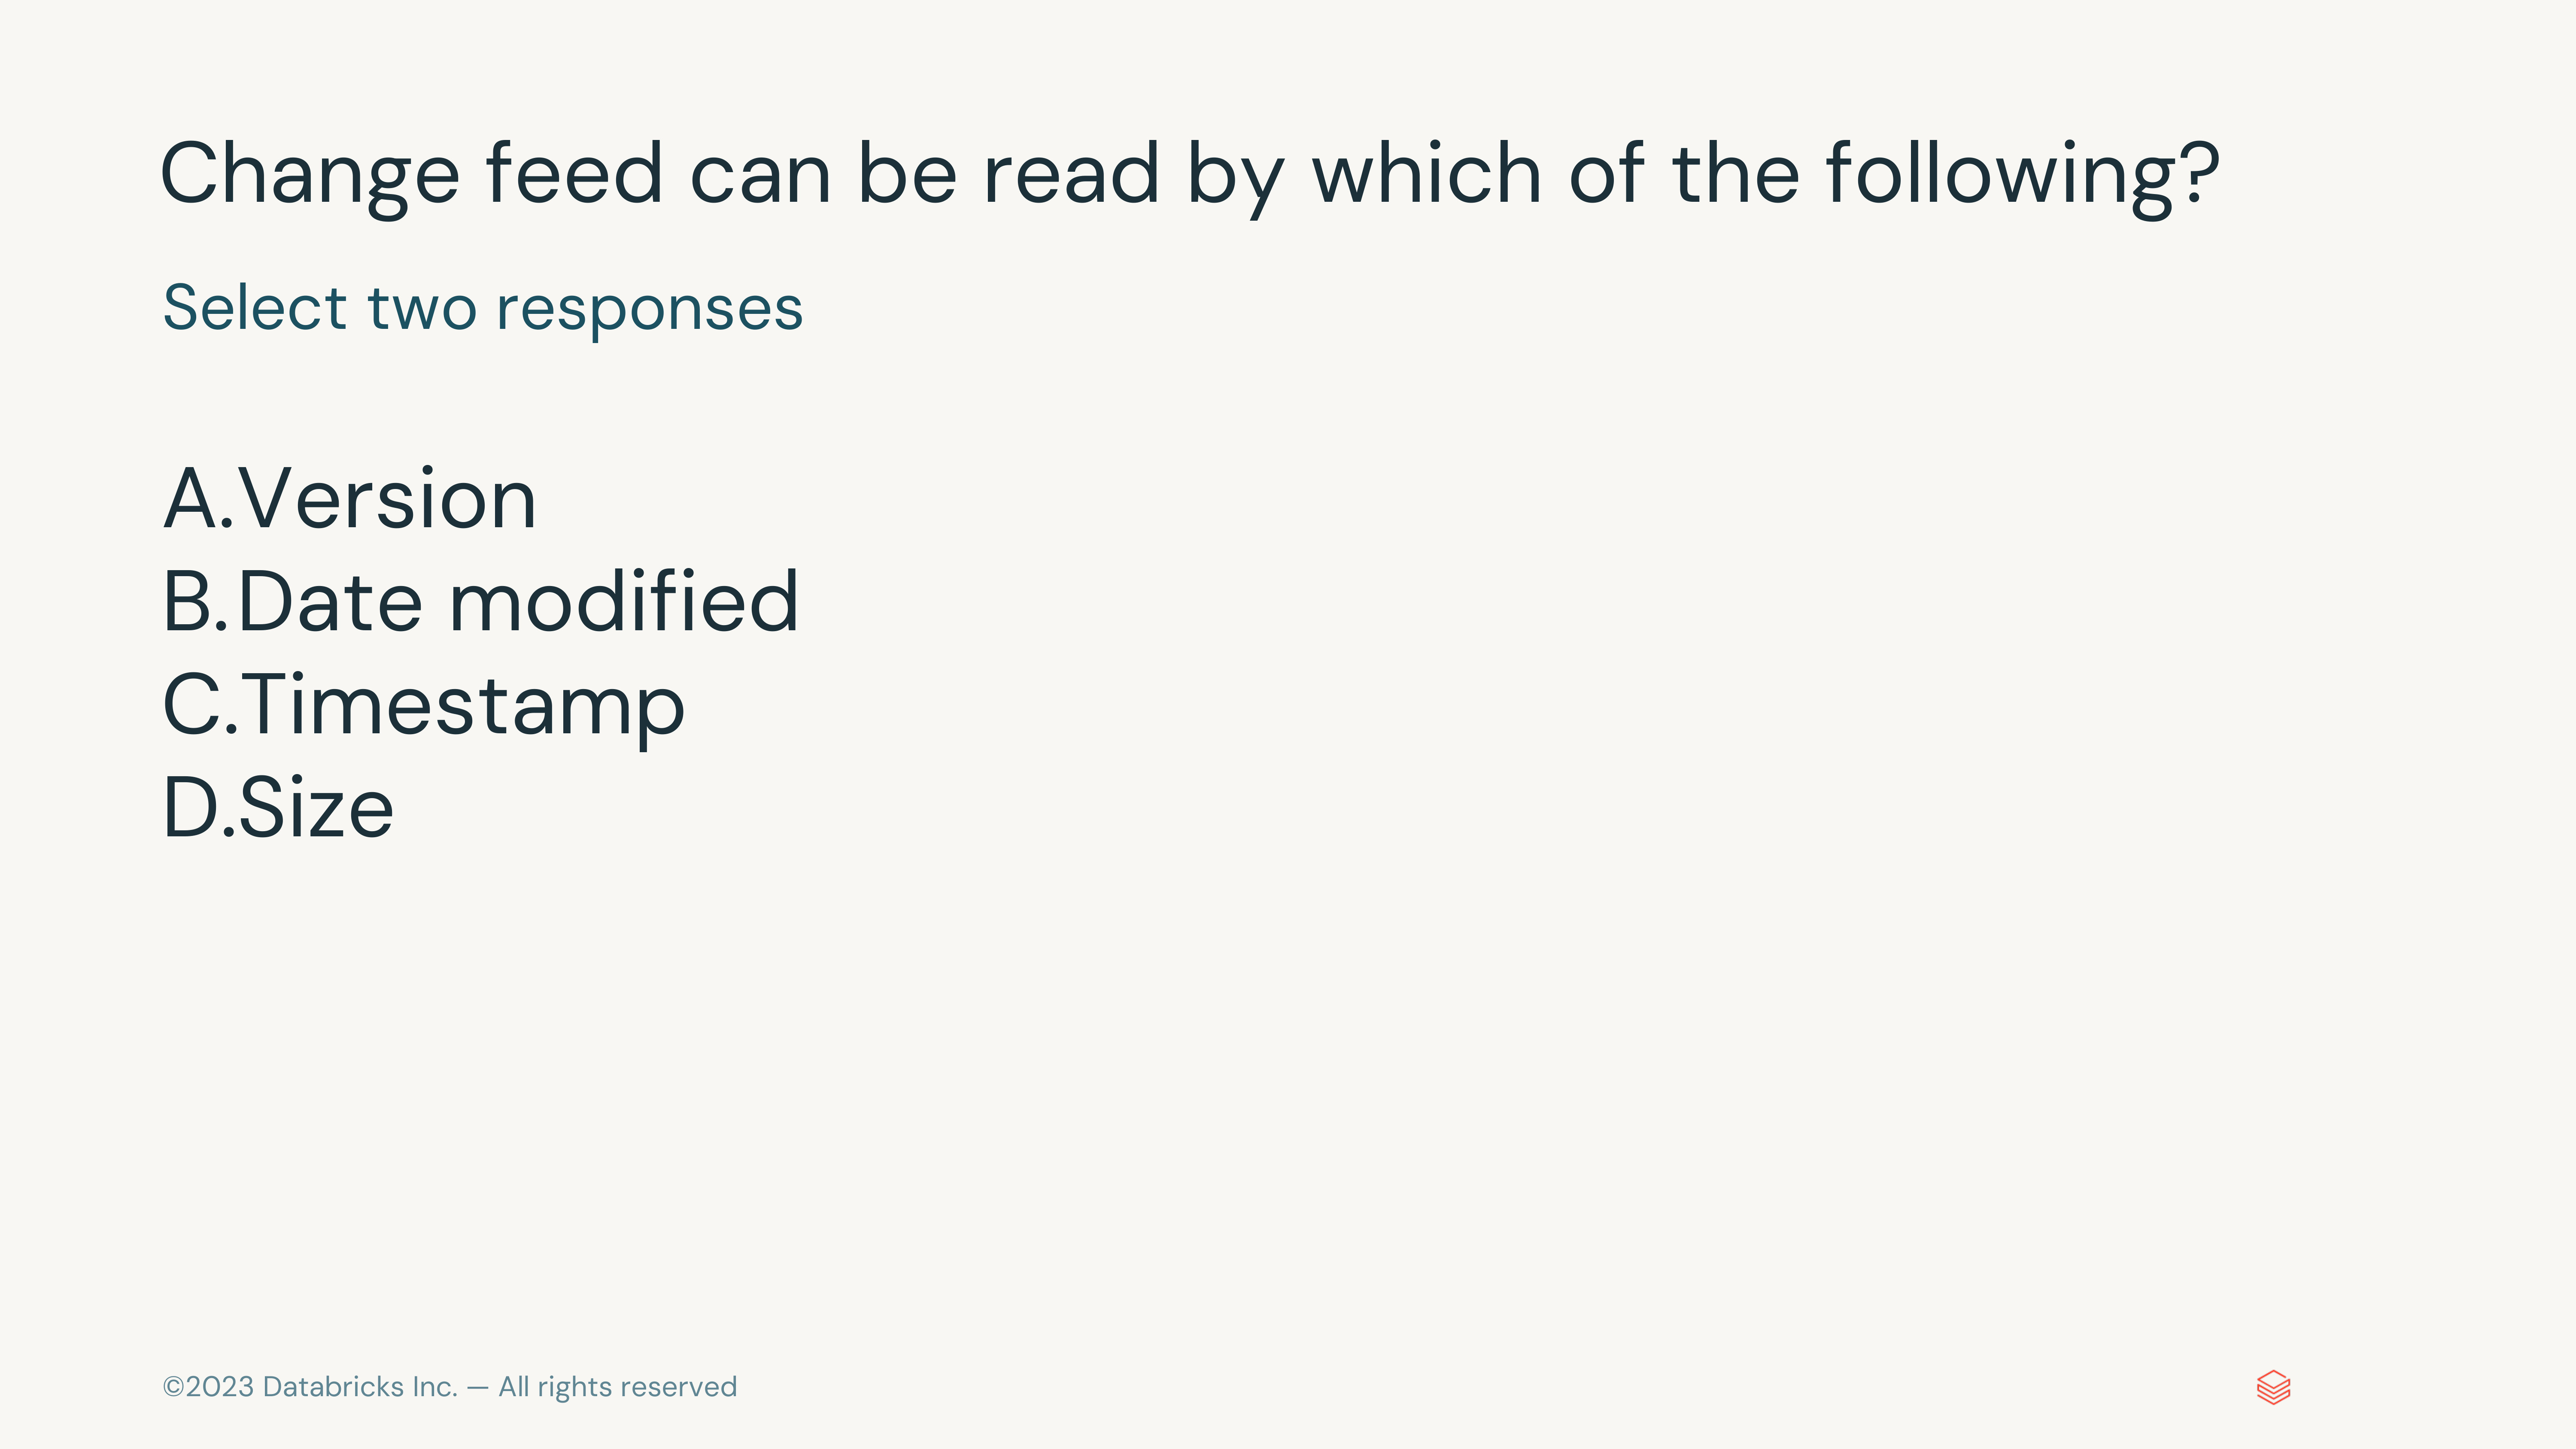 Change feed can be read by which of the following?
Select two responses
A.Version
B.Date modified
C.Timestamp
D.Size
©2023 Databricks Inc. — All rights reserved